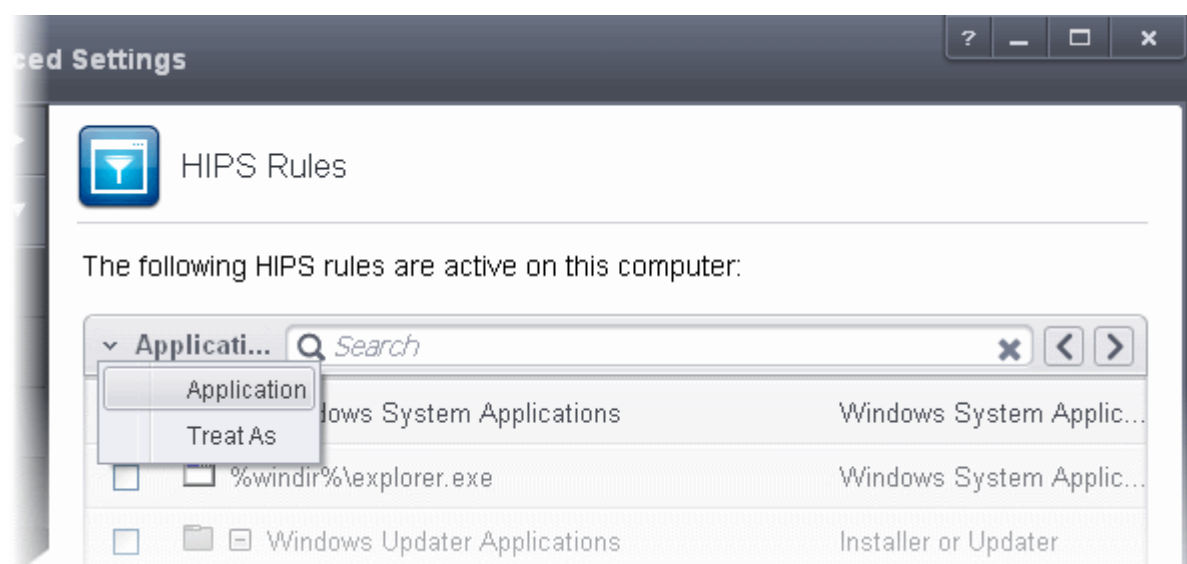 ced Settings
?
HIPS Rules
The following HIPS rules are active on this computer:
Applicati... Search
Application
Treat As
dows System Applications Windows System Applic...
%windir%\explorer.exe Windows System Applic...
Windows Updater Applications Installer or Updater